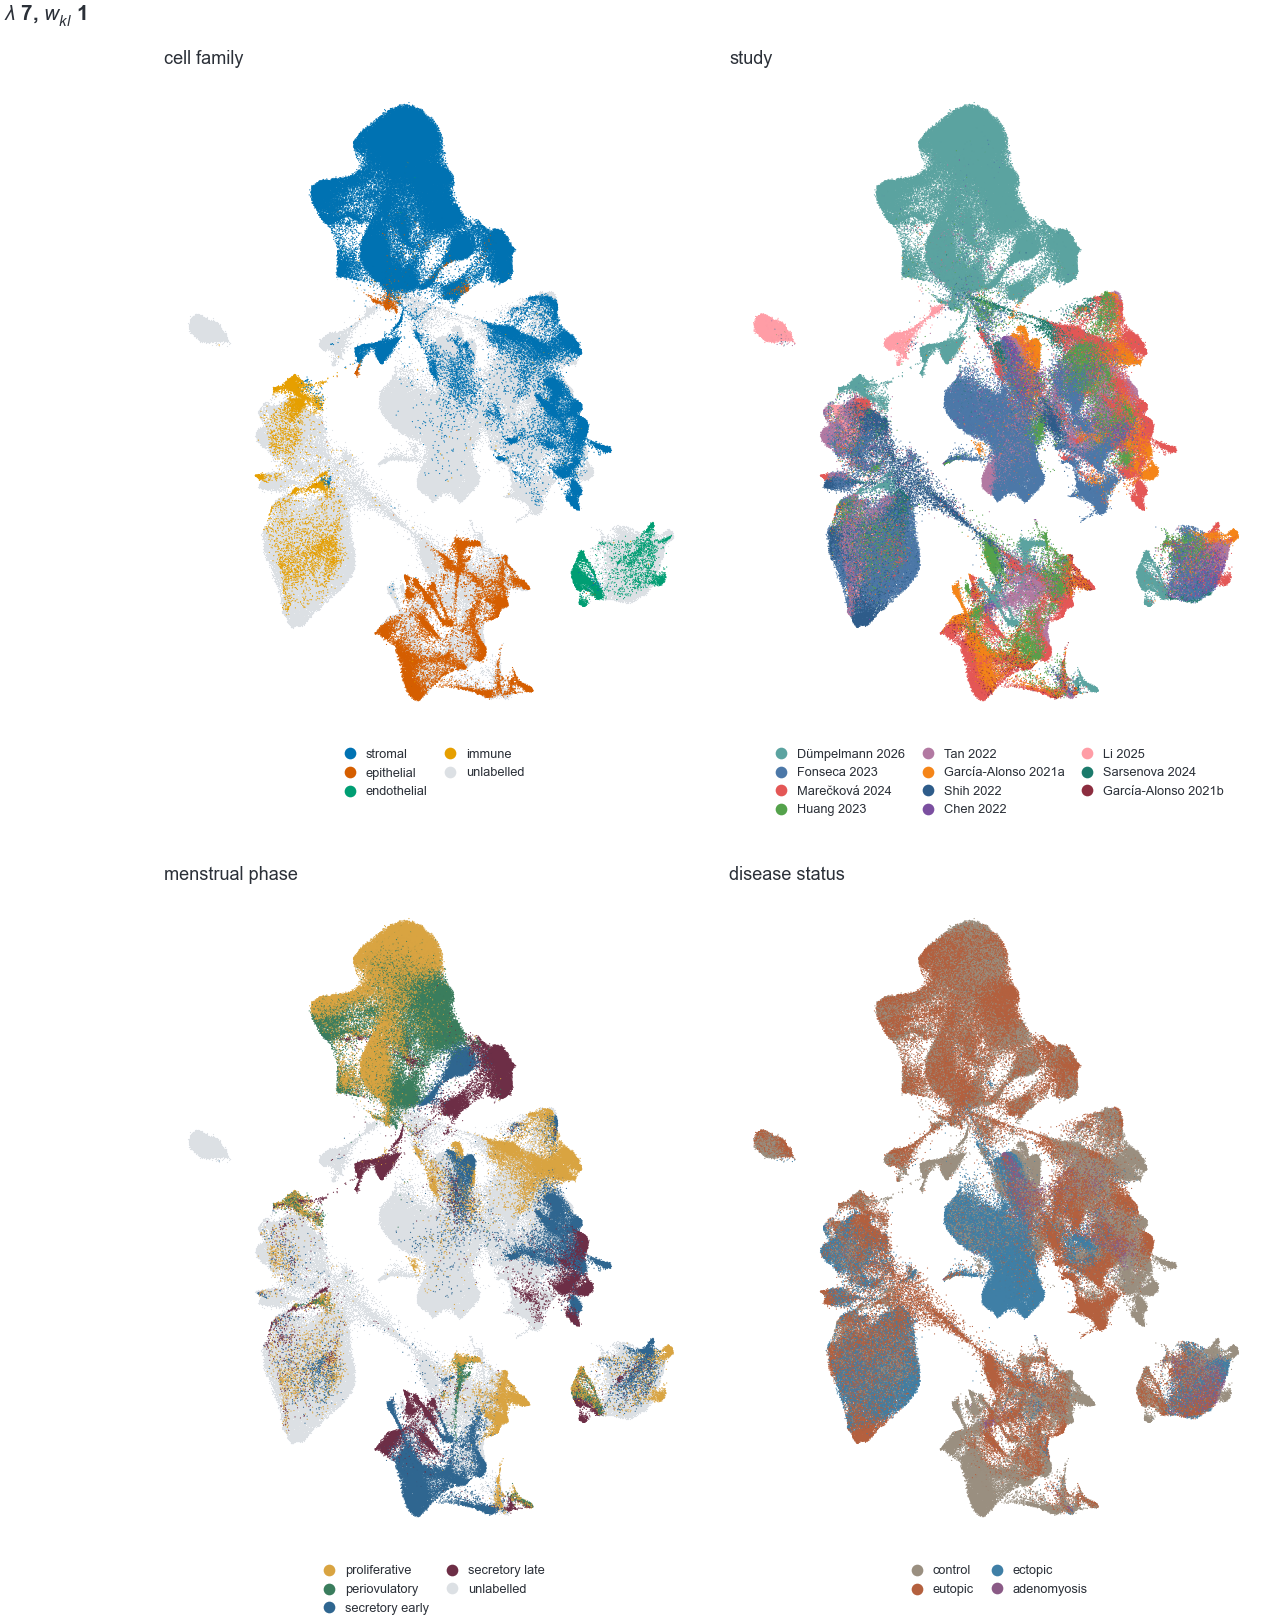 λ 7, w_kl 1
cell family
study
stromal
epithelial
endothelial
immune
unlabelled
Dümpelmann 2026
Fonseca 2023
Marečková 2024
Huang 2023
Tan 2022
García-Alonso 2021a
Shih 2022
Chen 2022
Li 2025
Sarsenova 2024
García-Alonso 2021b
menstrual phase
disease status
proliferative
periovulatory
secretory early
secretory late
unlabelled
control
eutopic
ectopic
adenomyosis